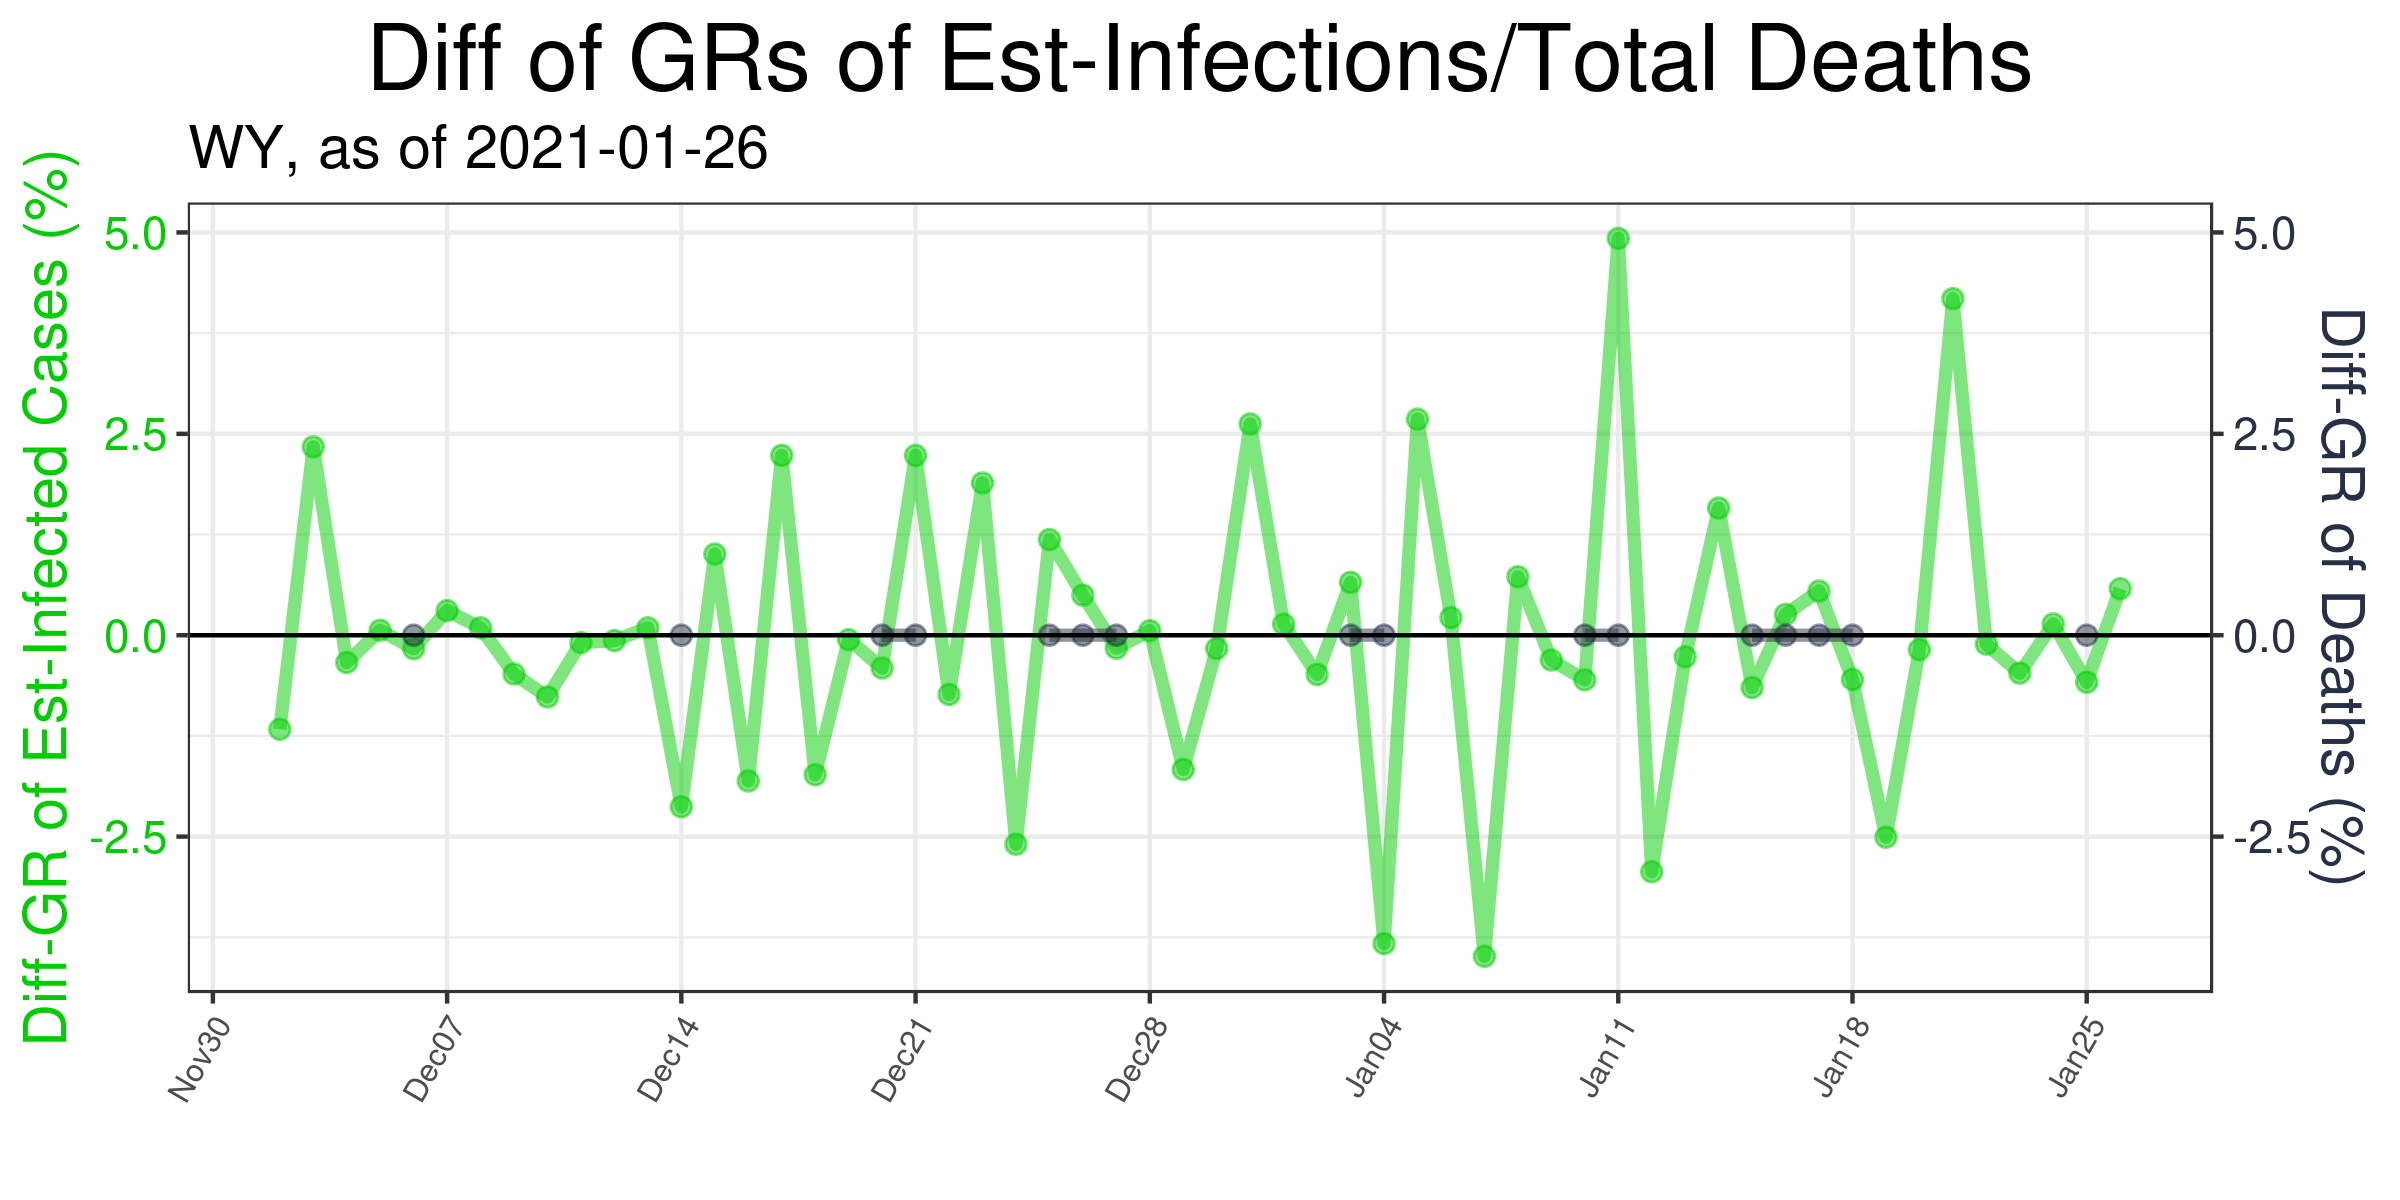 Diff of GRs of Est-Infections/Total Deaths
WY, as of 2021-01-26
Diff-GR of Est-Infected Cases (%)
5.0
2.5
0.0
-2.5
5.0
2.5
0.0
-2.5
Diff-GR of Deaths (%)
Nov30
Dec07
Dec14
Dec21
Dec28
Jan04
Jan11
Jan18
Jan25